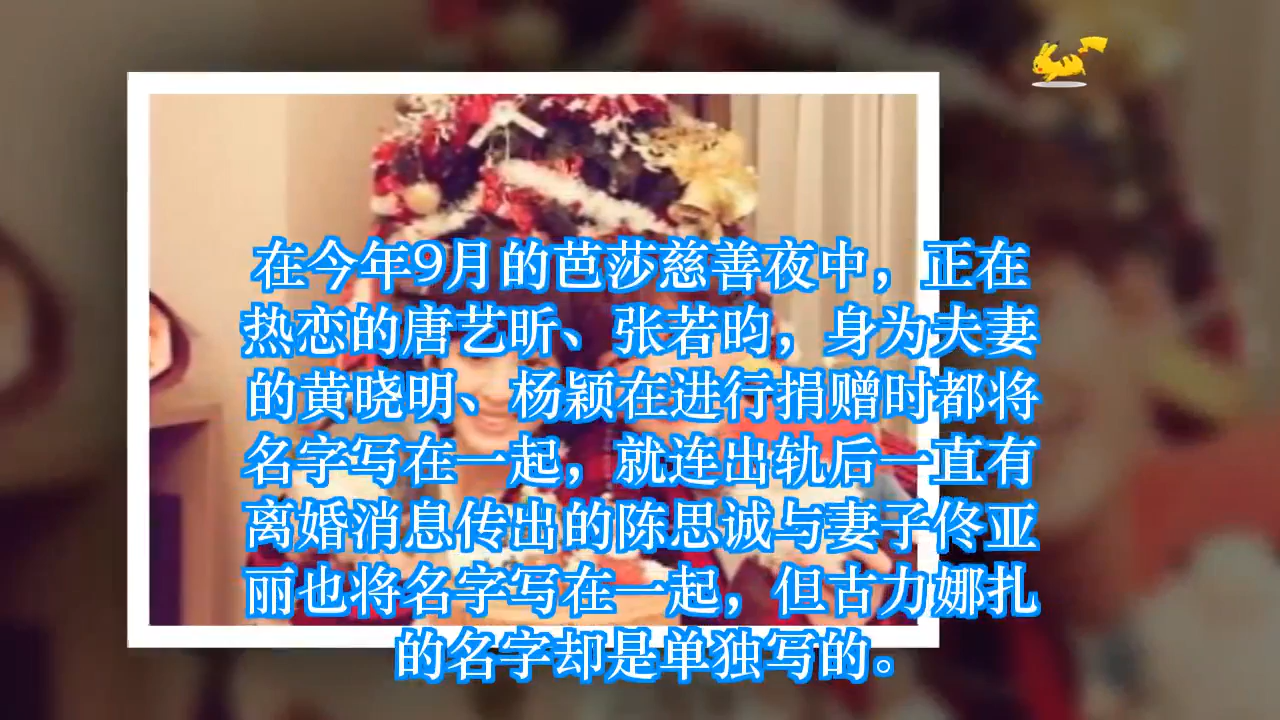 在今年9月的芭莎慈善夜中，正在
热恋的唐艺昕、张若昀，身为夫妻
的黄晓明、杨颖在进行捐赠时都将
名字写在一起，就连出轨后一直有
离婚消息传出的陈思诚与妻子佟亚
丽也将名字写在一起，但古力娜扎
的名字却是单独写的。